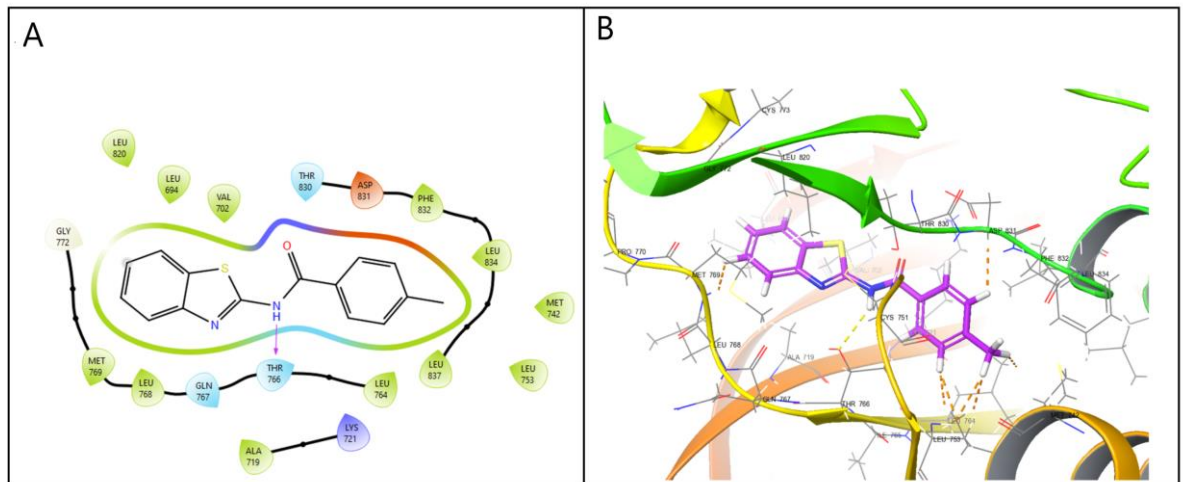 A
LEU
820
LEU
694
VAL
702
THR
830
ASP
831
PHE
832
GLY
772
LEU
834
MET
742
S
O
N
N
H
MET
769
LEU
768
GLN
767
THR
766
LEU
764
LEU
837
LEU
753
LYS
721
ALA
719
B
CYS 773
LEU 820
GLY 772
THR 830
ASP 831
PRO 770
MET 769
PHE 832
LEU 834
CYS 751
LEU 768
ALA 719
GLN 767
THR 766
LEU 753